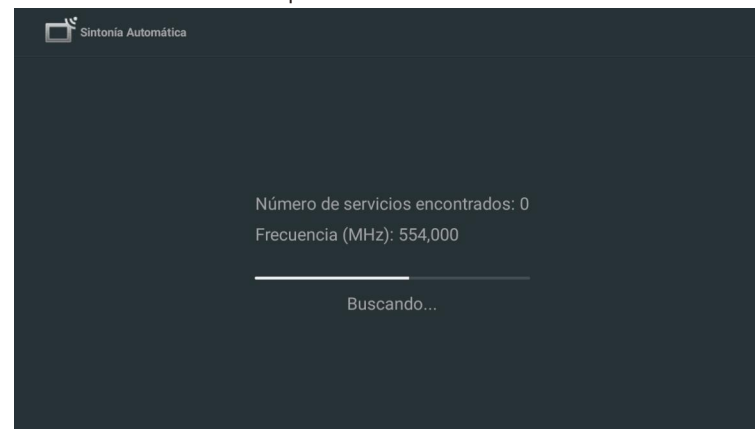 Sintonía Automática
Número de servicios encontrados: 0
Frecuencia (MHz): 554,000
Buscando...